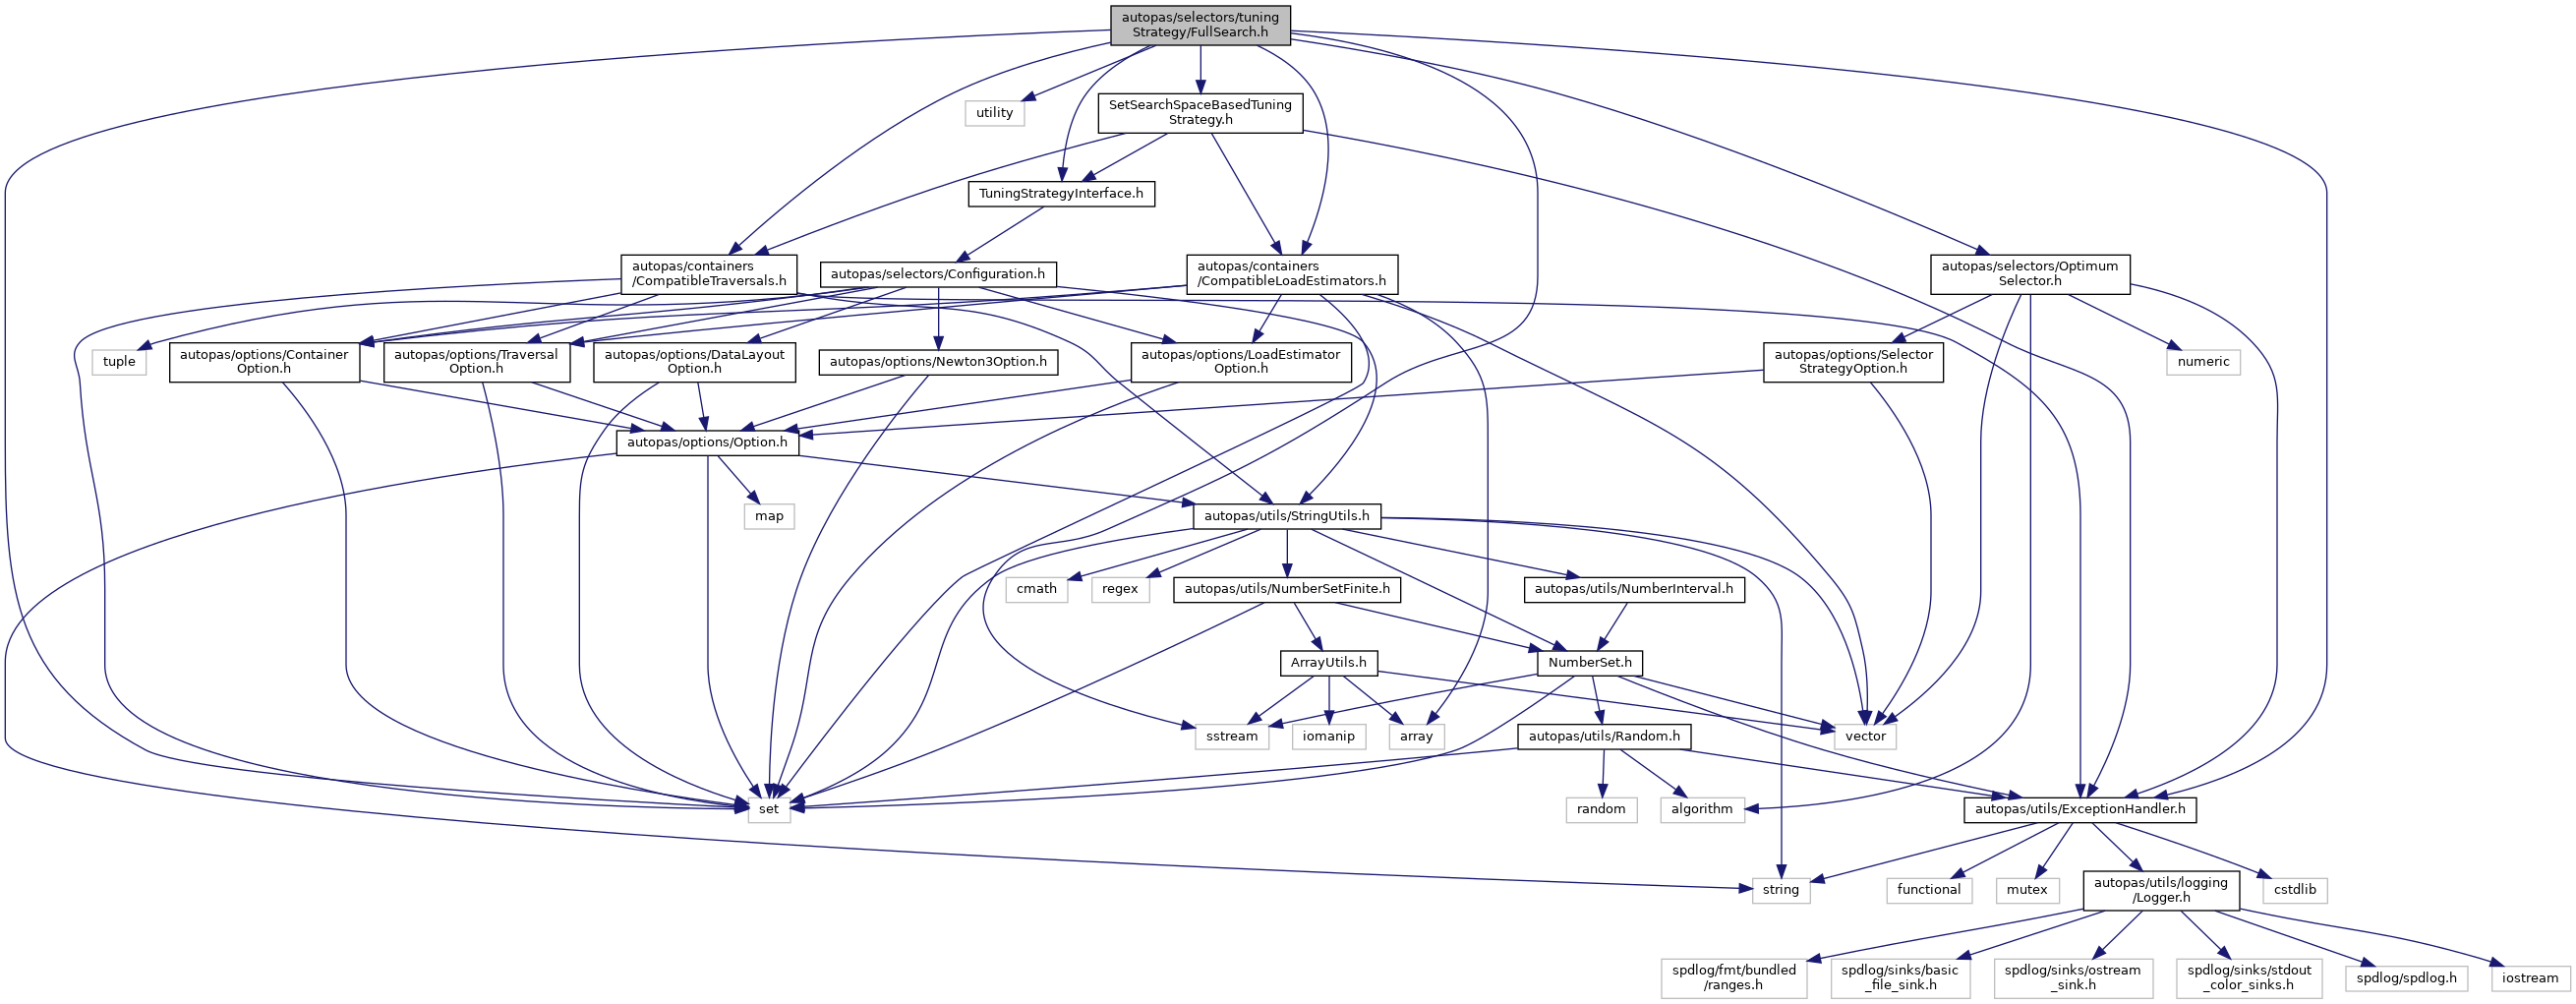 autopas/selectors/tuning
Strategy/FullSearch.h
utility
SetSearchSpaceBasedTuning
Strategy.h
TuningStrategyInterface.h
autopas/containers
/CompatibleTraversals.h
autopas/selectors/Configuration.h
autopas/containers
/CompatibleLoadEstimators.h
autopas/selectors/Optimum
Selector.h
tuple
autopas/options/Container
Option.h
autopas/options/Traversal
Option.h
autopas/options/DataLayout
Option.h
autopas/options/Newton3Option.h
autopas/options/LoadEstimator
Option.h
autopas/options/Selector
StrategyOption.h
numeric
autopas/options/Option.h
map
autopas/utils/StringUtils.h
cmath
regex
autopas/utils/NumberSetFinite.h
autopas/utils/NumberInterval.h
ArrayUtils.h
NumberSet.h
sstream
iomanip
array
autopas/utils/Random.h
vector
set
random
algorithm
autopas/utils/ExceptionHandler.h
string
functional
mutex
autopas/utils/logging
/Logger.h
cstdlib
spdlog/fmt/bundled
/ranges.h
spdlog/sinks/basic
_file_sink.h
spdlog/sinks/ostream
_sink.h
spdlog/sinks/stdout
_color_sinks.h
spdlog/spdlog.h
iostream